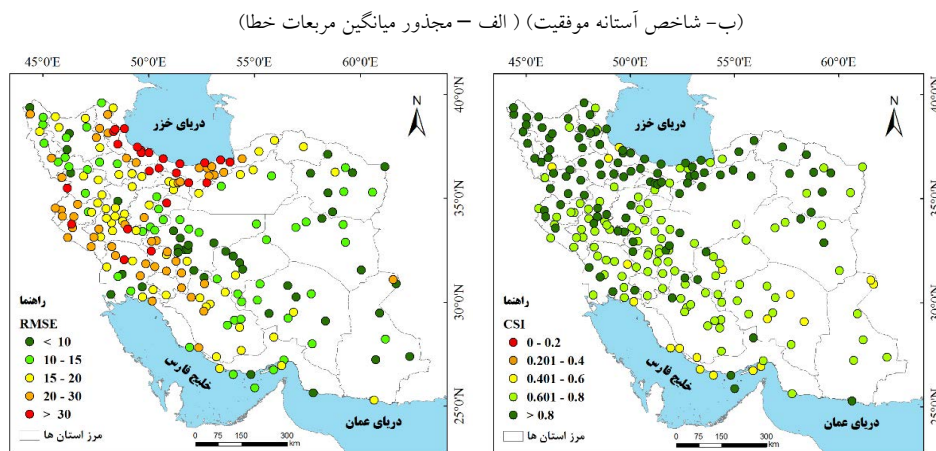 (ب- شاخص آستانه موفقیت) ( الف – مجذور میانگین مربعات خطا)
45°0'E 50°0'E 55°0'E 60°0'E
N
دریای خزر
راهنما
RMSE
< 10
10 - 15
15 - 20
20 - 30
> 30
مرز استان ها
خلیج فارس
دریای عمان
0 75 150 300
km
45°0'E 50°0'E 55°0'E 60°0'E
40°0'N
35°0'N
30°0'N
25°0'N
N
دریای خزر
راهنما
CSI
0 - 0.2
0.201 - 0.4
0.401 - 0.6
0.601 - 0.8
> 0.8
مرز استان ها
خلیج فارس
دریای عمان
0 75 150 300
km
40°0'N
35°0'N
30°0'N
25°0'N